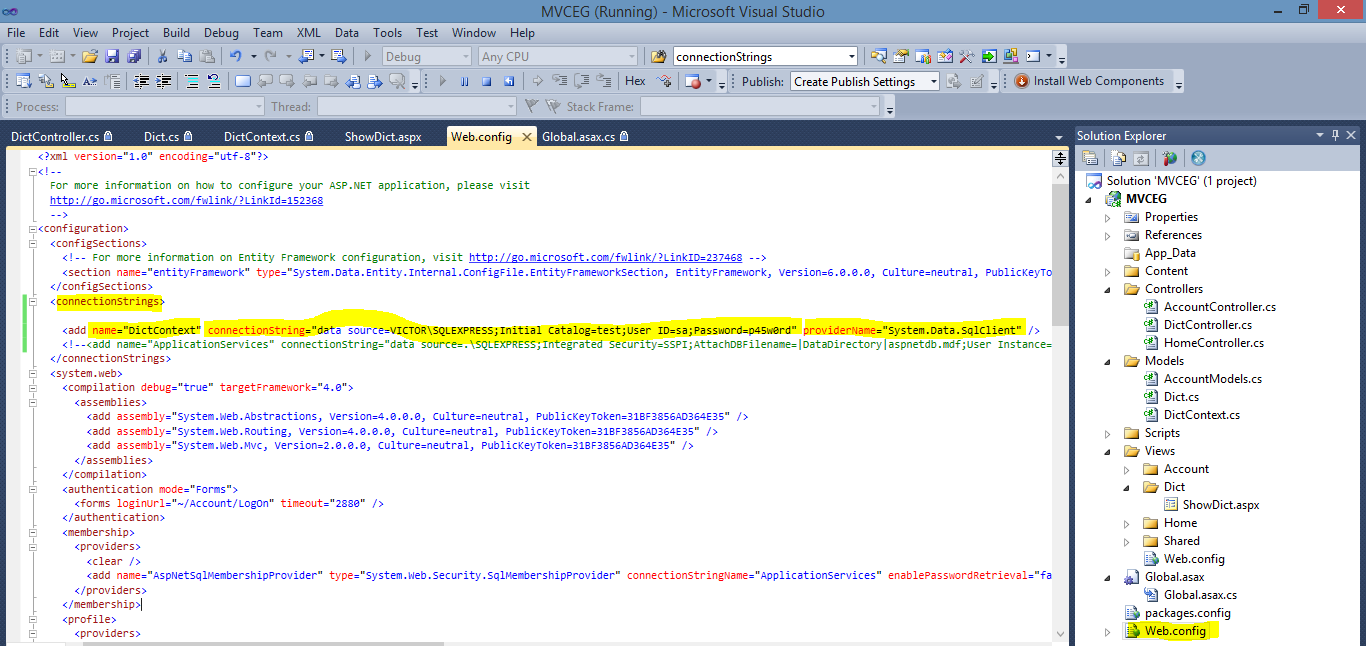 MVCEG (Running) - Microsoft Visual Studio
File Edit View Project Build Debug Team XML Data Tools Test Window Help
Debug Any CPU connectionStrings
Hex Publish: Create Publish Settings Install Web Components
Process: Thread: Stack Frame:
DictController.cs Dict.cs DictContext.cs ShowDict.aspx Web.config Global.asax.cs
<?xml version="1.0" encoding="utf-8"?>
<!--
For more information on how to configure your ASP.NET application, please visit
http://go.microsoft.com/fwlink/?LinkId=152368
-->
<configuration>
<configSections>
<!-- For more information on Entity Framework configuration, visit http://go.microsoft.com/fwlink/?LinkID=237468 -->
<section name="entityFramework" type="System.Data.Entity.Internal.ConfigFile.EntityFrameworkSection, EntityFramework, Version=6.0.0.0, Culture=neutral, PublicKeyTo
</configSections>
<connectionStrings>
<add name="DictContext" connectionString="data source=VICTOR\SQLEXPRESS;Initial Catalog=test;User ID=sa;Password=p45w0rd" providerName="System.Data.SqlClient" />
<!--<add name="ApplicationServices" connectionString="data source=.\SQLEXPRESS;Integrated Security=SSPI;AttachDBFilename=|DataDirectory|aspnetdb.mdf;User Instance=
</connectionStrings>
<system.web>
<compilation debug="true" targetFramework="4.0">
<assemblies>
<add assembly="System.Web.Abstractions, Version=4.0.0.0, Culture=neutral, PublicKeyToken=31BF3856AD364E35" />
<add assembly="System.Web.Routing, Version=4.0.0.0, Culture=neutral, PublicKeyToken=31BF3856AD364E35" />
<add assembly="System.Web.Mvc, Version=2.0.0.0, Culture=neutral, PublicKeyToken=31BF3856AD364E35" />
</assemblies>
</compilation>
<authentication mode="Forms">
<forms loginUrl="~/Account/LogOn" timeout="2880" />
</authentication>
<membership>
<providers>
<clear />
<add name="AspNetSqlMembershipProvider" type="System.Web.Security.SqlMembershipProvider" connectionStringName="ApplicationServices" enablePasswordRetrieval="fa
</providers>
</membership>
<profile>
<providers>
Solution Explorer
Solution 'MVCEG' (1 project)
MVCEG
Properties
References
App_Data
Content
Controllers
AccountController.cs
DictController.cs
HomeController.cs
Models
AccountModels.cs
Dict.cs
DictContext.cs
Scripts
Views
Account
Dict
ShowDict.aspx
Home
Shared
Web.config
Global.asax
Global.asax.cs
packages.config
Web.config